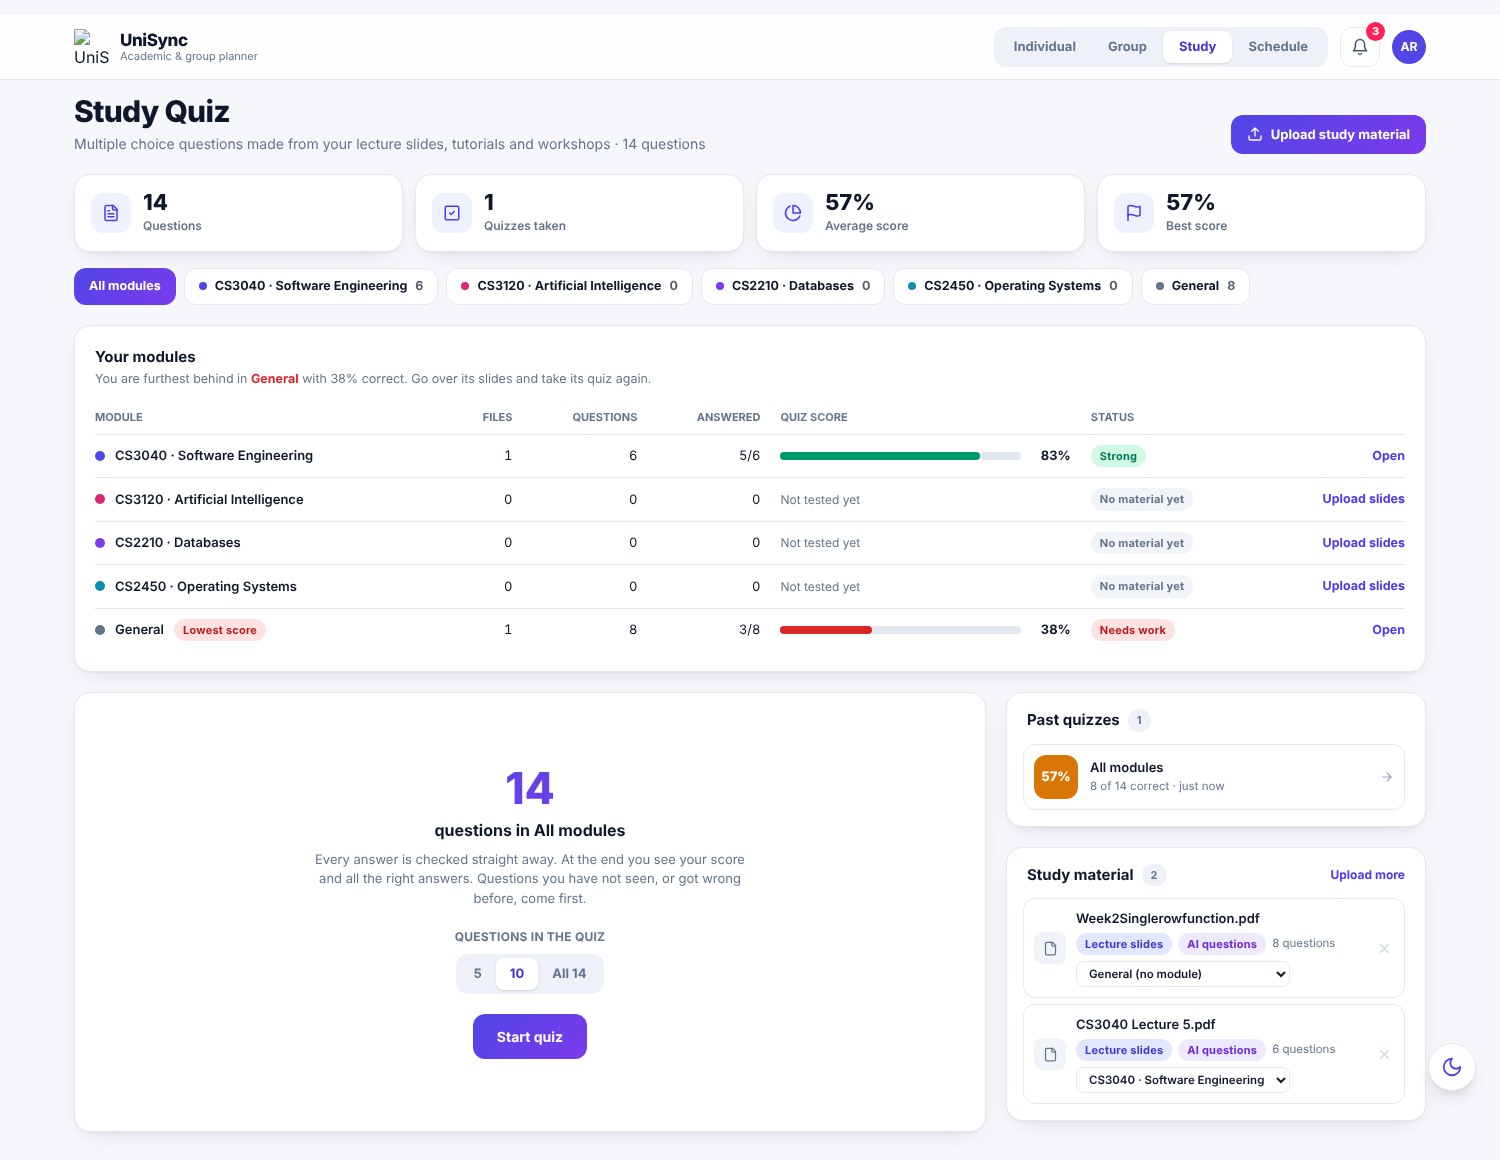 UniS
UniSync
Academic & group planner
Individual
Group
Study
Schedule
3
AR
Study Quiz
Multiple choice questions made from your lecture slides, tutorials and workshops · 14 questions
Upload study material
14
Questions
1
Quizzes taken
57%
Average score
57%
Best score
All modules
CS3040 · Software Engineering 6
CS3120 · Artificial Intelligence 0
CS2210 · Databases 0
CS2450 · Operating Systems 0
General 8
Your modules
You are furthest behind in General with 38% correct. Go over its slides and take its quiz again.
MODULE FILES QUESTIONS ANSWERED QUIZ SCORE STATUS
CS3040 · Software Engineering 1 6 5/6 83% Strong Open
CS3120 · Artificial Intelligence 0 0 0 Not tested yet No material yet Upload slides
CS2210 · Databases 0 0 0 Not tested yet No material yet Upload slides
CS2450 · Operating Systems 0 0 0 Not tested yet No material yet Upload slides
General Lowest score 1 8 3/8 38% Needs work Open
14
questions in All modules
Every answer is checked straight away. At the end you see your score
and all the right answers. Questions you have not seen, or got wrong
before, come first.
QUESTIONS IN THE QUIZ
5 10 All 14
Start quiz
Past quizzes 1
57%
All modules
8 of 14 correct · just now
Study material 2
Upload more
Week2Singlerowfunction.pdf
Lecture slides AI questions 8 questions
General (no module)
CS3040 Lecture 5.pdf
Lecture slides AI questions 6 questions
CS3040 · Software Engineering